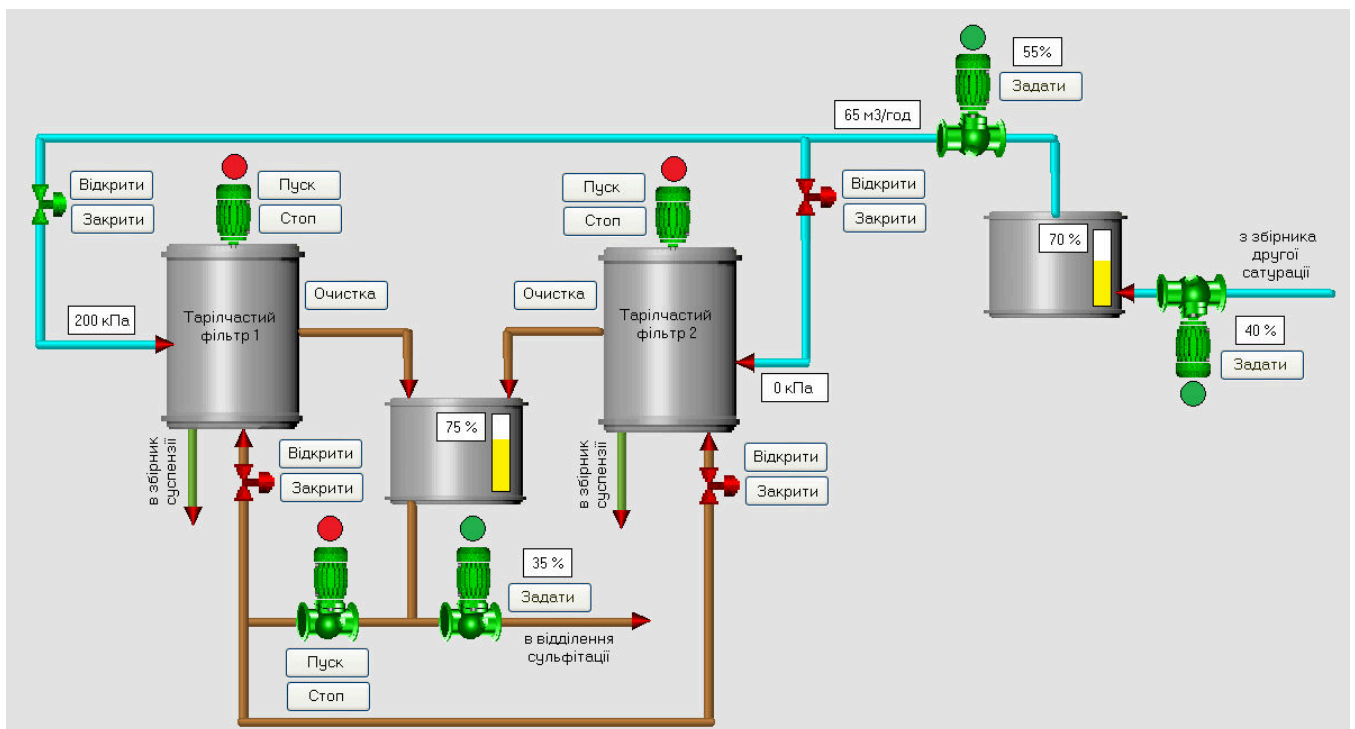 55%
Задати
65 м3/год
Відкрити
Закрити
Пуск
Стоп
Пуск
Стоп
Відкрити
Закрити
70 %
з збірника
другої
сатурації
Очистка
Очистка
200 кПа
Тарілчастий
фільтр 1
Тарілчастий
фільтр 2
40 %
Задати
0 кПа
75 %
в збірник
суспензії
Відкрити
Закрити
в збірник
суспензії
Відкрити
Закрити
35 %
Задати
в відділення
сульфітації
Пуск
Стоп